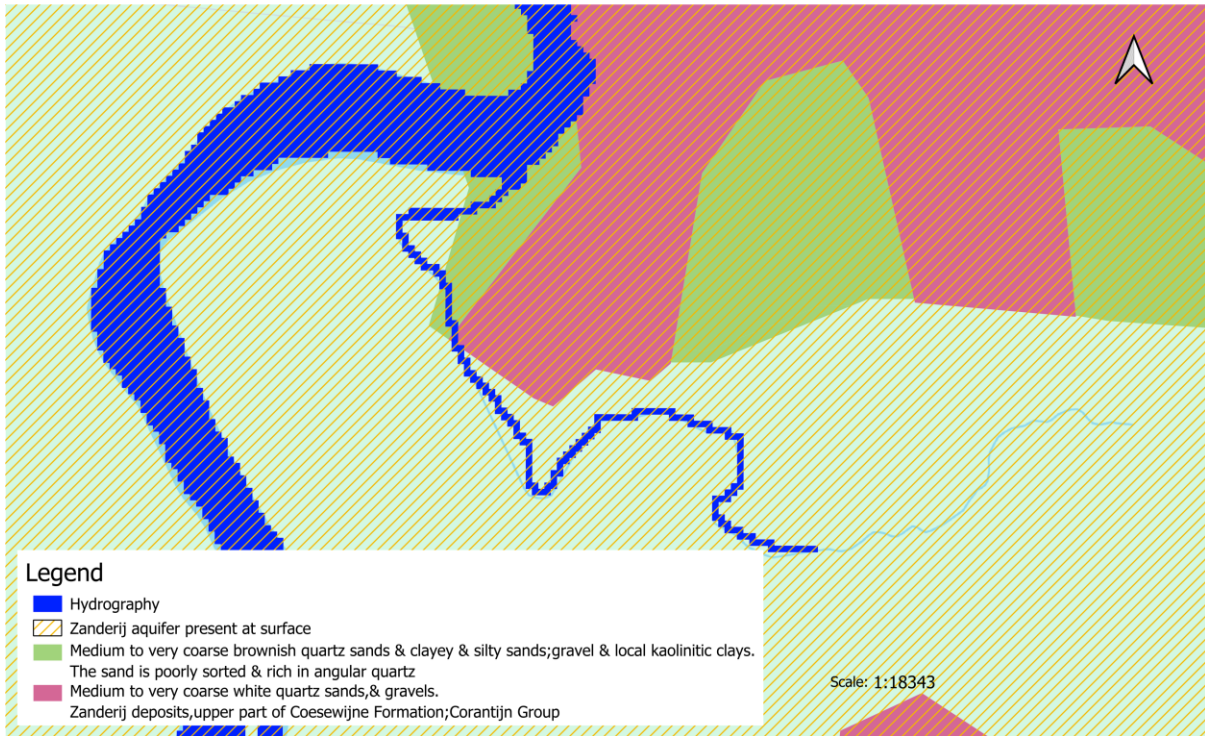 Legend
Hydrography
Zanderij aquifer present at surface
Medium to very coarse brownish quartz sands & clayey & silty sands;gravel & local kaolinitic clays.
The sand is poorly sorted & rich in angular quartz
Medium to very coarse white quartz sands,& gravels.
Zanderij deposits,upper part of Coesewijne Formation;Corantijn Group
Scale: 1:18343